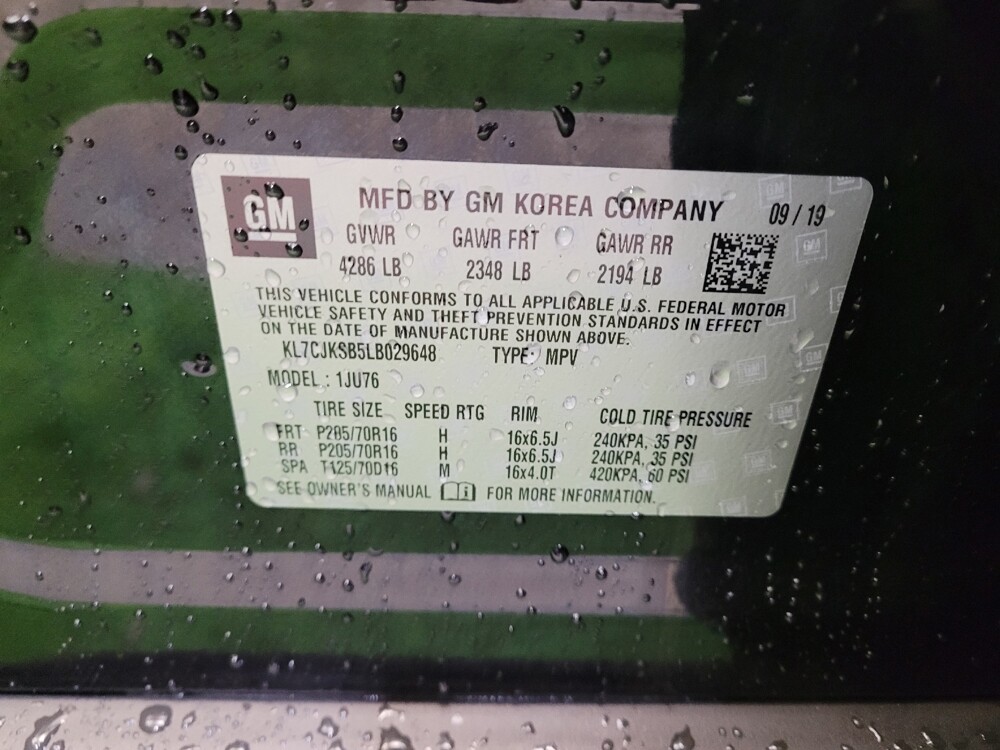 GM
MFD BY GM KOREA COMPANY 09 / 19
GVWR GAWR FRT GAWR RR
4286 LB 2348 LB 2194 LB
THIS VEHICLE CONFORMS TO ALL APPLICABLE U.S. FEDERAL MOTOR
VEHICLE SAFETY AND THEFT PREVENTION STANDARDS IN EFFECT
ON THE DATE OF MANUFACTURE SHOWN ABOVE.
KL7CJKSB5LB029648 TYPE: MPV
MODEL : 1JU76
TIRE SIZE SPEED RTG RIM COLD TIRE PRESSURE
FRT P205/70R16 H 16x6.5J 240KPA, 35 PSI
RR P205/70R16 H 16x6.5J 240KPA, 35 PSI
SPA T125/70D16 M 16x4.0T 420KPA, 60 PSI
SEE OWNER'S MANUAL FOR MORE INFORMATION.